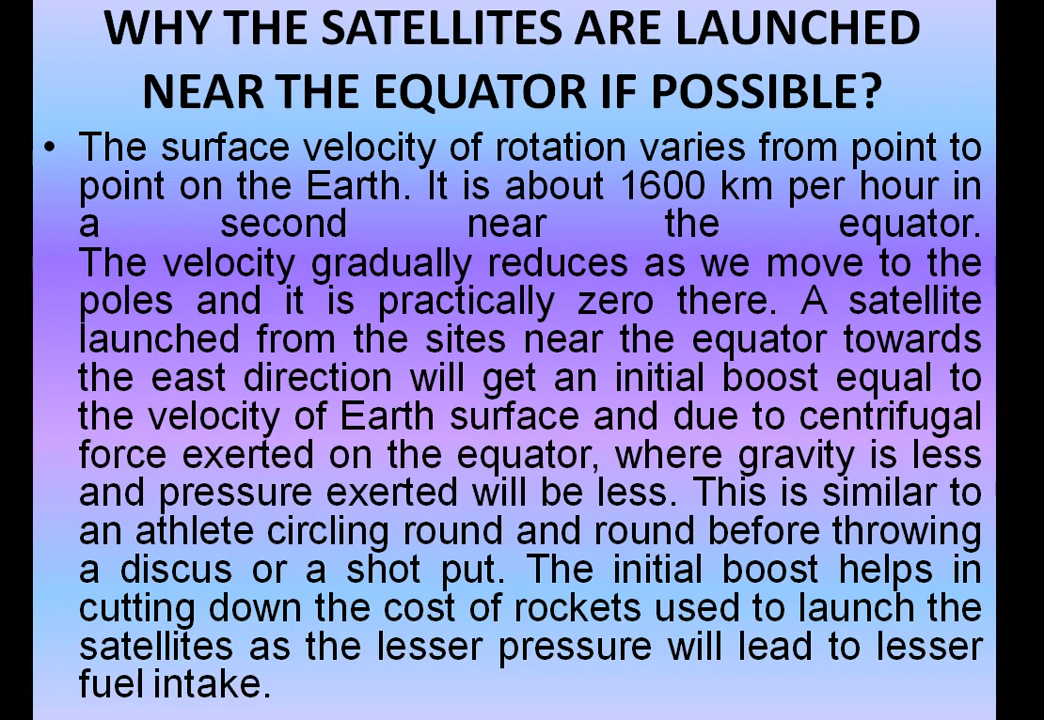 WHY THE SATELLITES ARE LAUNCHED
NEAR THE EQUATOR IF POSSIBLE?
• The surface velocity of rotation varies from point to
point on the Earth. It is about 1600 km per hour in
a second near the equator.
The velocity gradually reduces as we move to the
poles and it is practically zero there. A satellite
launched from the sites near the equator towards
the east direction will get an initial boost equal to
the velocity of Earth surface and due to centrifugal
force exerted on the equator, where gravity is less
and pressure exerted will be less. This is similar to
an athlete circling round and round before throwing
a discus or a shot put. The initial boost helps in
cutting down the cost of rockets used to launch the
satellites as the lesser pressure will lead to lesser
fuel intake.